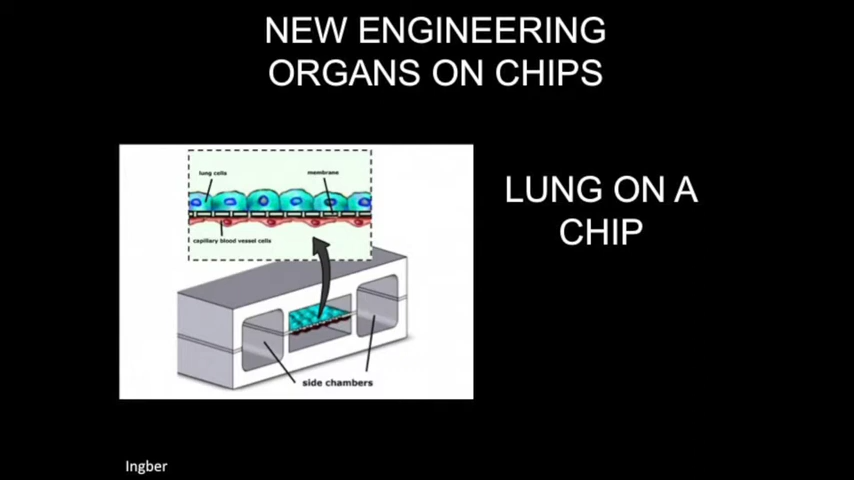 NEW ENGINEERING
ORGANS ON CHIPS
lung cells
membrane
capillary blood vessel cells
side chambers
LUNG ON A
CHIP
Ingber